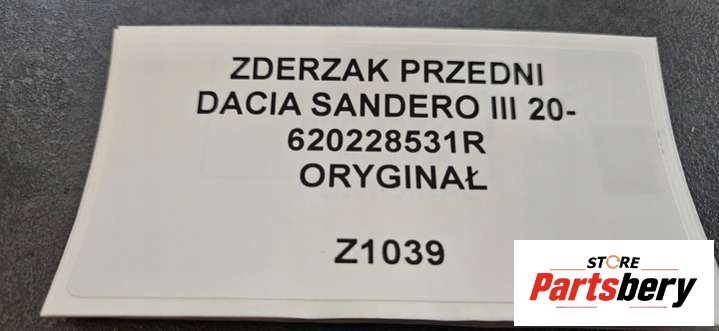 ZDERZAK PRZEDNI
DACIA SANDERO III 20-
620228531R
ORYGINAŁ
Z1039
STORE
Partsbery